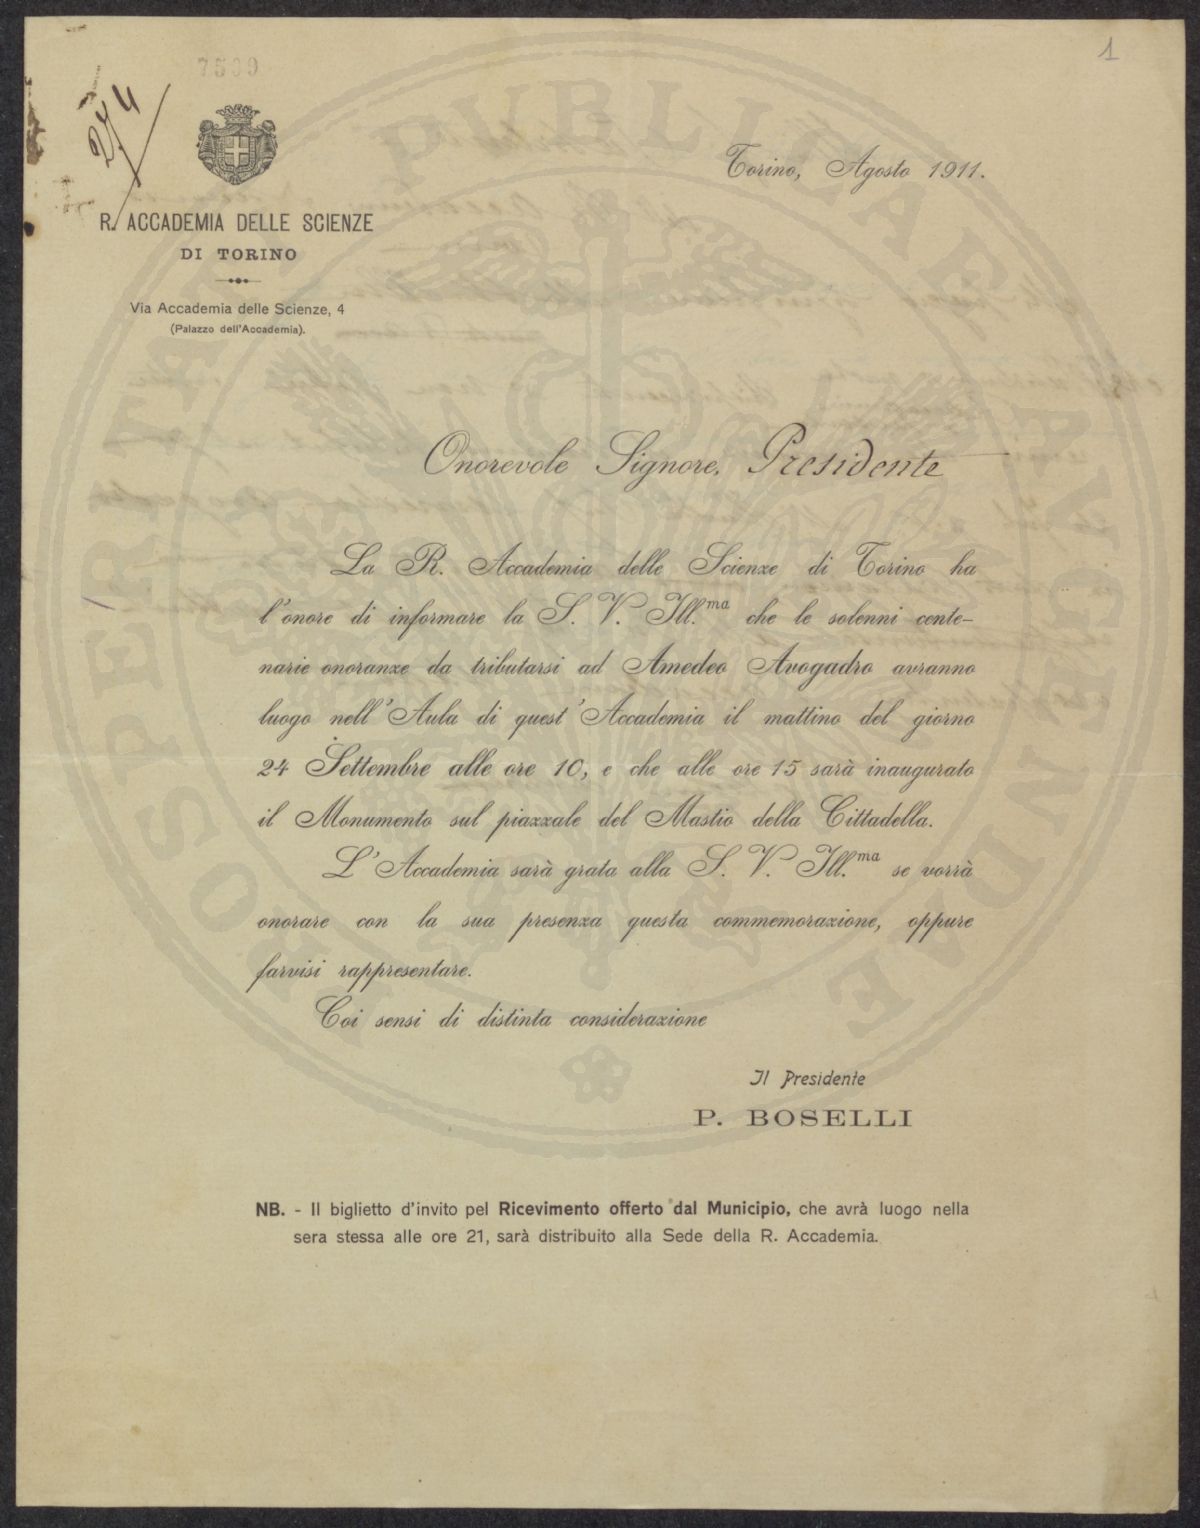 7509
1
27/4
Torino, Agosto 1911.
R. ACCADEMIA DELLE SCIENZE
DI TORINO
Via Accademia delle Scienze, 4
(Palazzo dell'Accademia).
Onorevole Signore, Presidente
La R. Accademia delle Scienze di Torino ha
l'onore di informare la S. V. Ill.ma che le solenni cente-
narie onoranze da tributarsi ad Amedeo Avogadro avranno
luogo nell'Aula di quest'Accademia il mattino del giorno
24 Settembre alle ore 10, e che alle ore 15 sarà inaugurato
il Monumento sul piazzale del Mastio della Cittadella.
L'Accademia sarà grata alla S. V. Ill.ma se vorrà
onorare con la sua presenza questa commemorazione, oppure
farvisi rappresentare.
Coi sensi di distinta considerazione
Il Presidente
P. BOSELLI
NB. - Il biglietto d'invito pel Ricevimento offerto dal Municipio, che avrà luogo nella
sera stessa alle ore 21, sarà distribuito alla Sede della R. Accademia.
PROSPERITATI PVBLICAE AVGENDAE